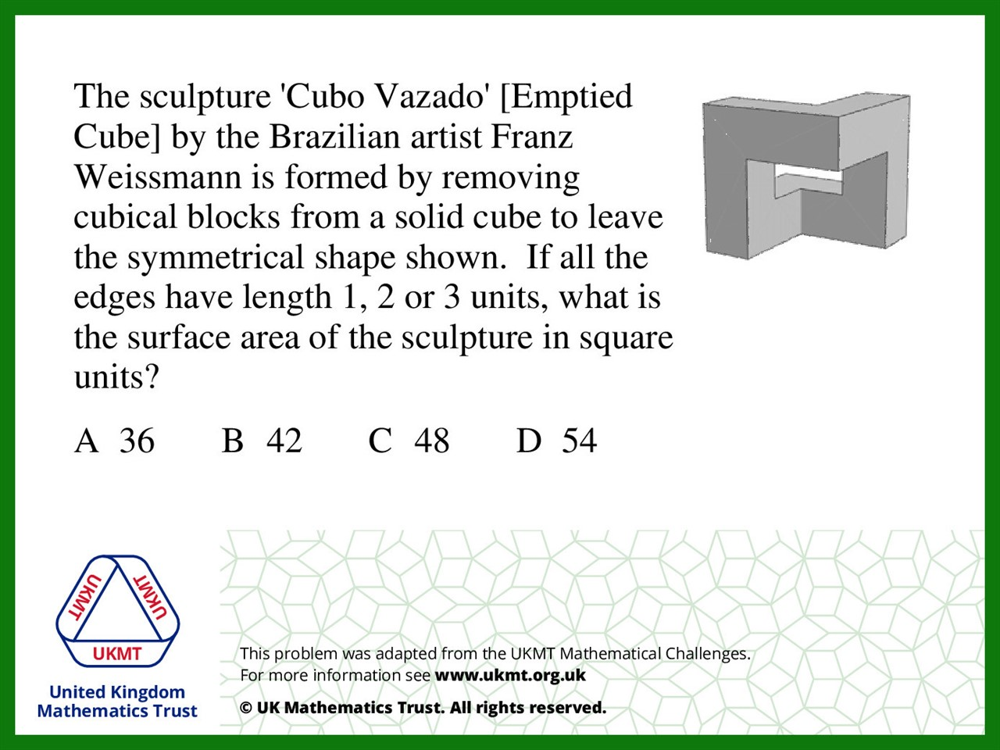 The sculpture 'Cubo Vazado' [Emptied
Cube] by the Brazilian artist Franz
Weissmann is formed by removing
cubical blocks from a solid cube to leave
the symmetrical shape shown.  If all the
edges have length 1, 2 or 3 units, what is
the surface area of the sculpture in square
units?
A 36 B 42 C 48 D 54
UKMT
UKMT
UKMT
United Kingdom
Mathematics Trust
This problem was adapted from the UKMT Mathematical Challenges.
For more information see www.ukmt.org.uk
© UK Mathematics Trust. All rights reserved.